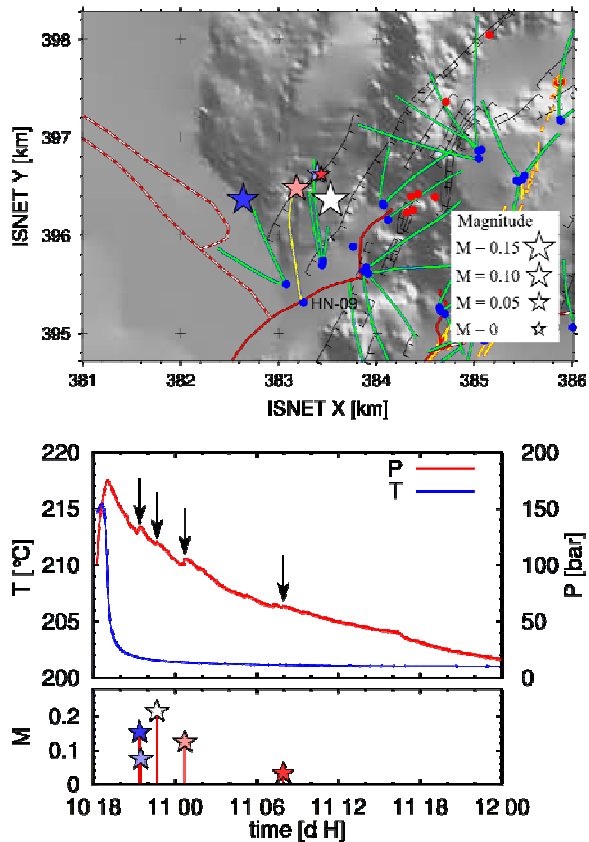 398
397
396
395
ISNET Y [km]
HN-09
Magnitude
M = 0.15
M = 0.10
M = 0.05
M = 0
381 382 383 384 385 386
ISNET X [km]
220 200
215 150
210 100
205 50
200 0
T [°C]
P [bar]
P
T
0.2
0.1
0
M
10 18 11 00 11 06 11 12 11 18 12 00
time [d H]